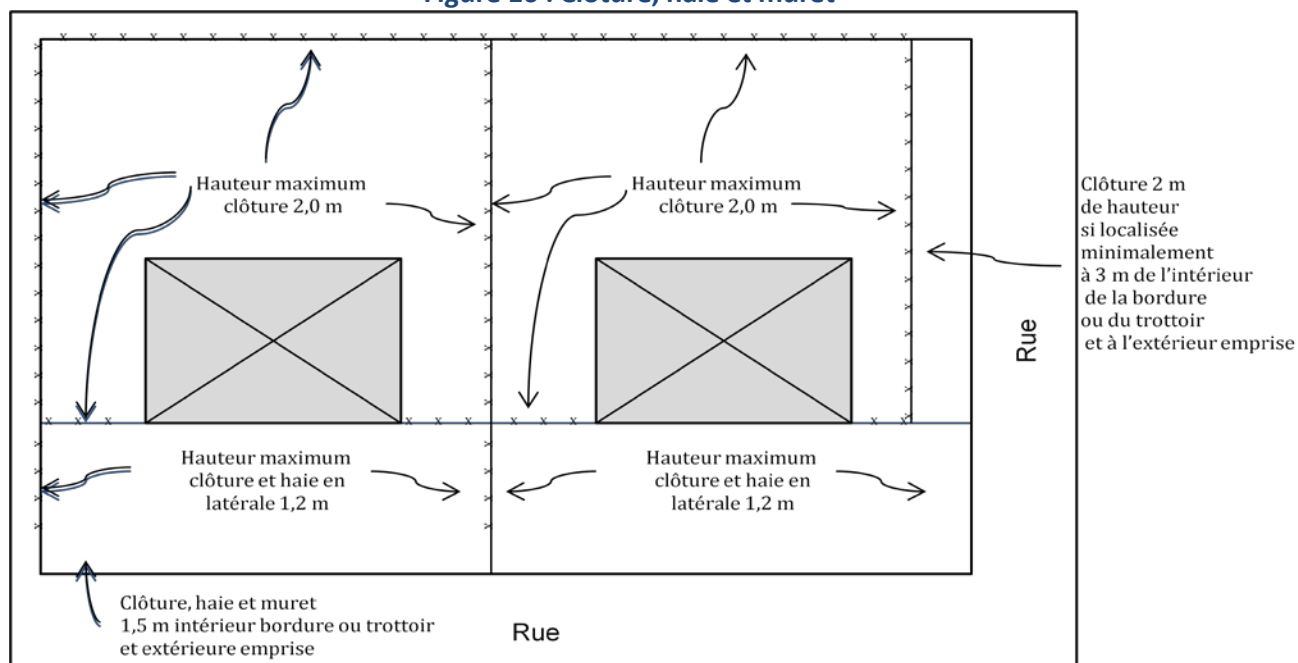 Hauteur maximum
clôture 2,0 m
Hauteur maximum
clôture 2,0 m
Clôture 2 m
de hauteur
si localisée
minimalement
à 3 m de l'intérieur
de la bordure
ou du trottoir
et à l'extérieur emprise
Rue
Hauteur maximum
clôture et haie en
latérale 1,2 m
Hauteur maximum
clôture et haie en
latérale 1,2 m
Clôture, haie et muret
1,5 m intérieur bordure ou trottoir
et extérieure emprise
Rue